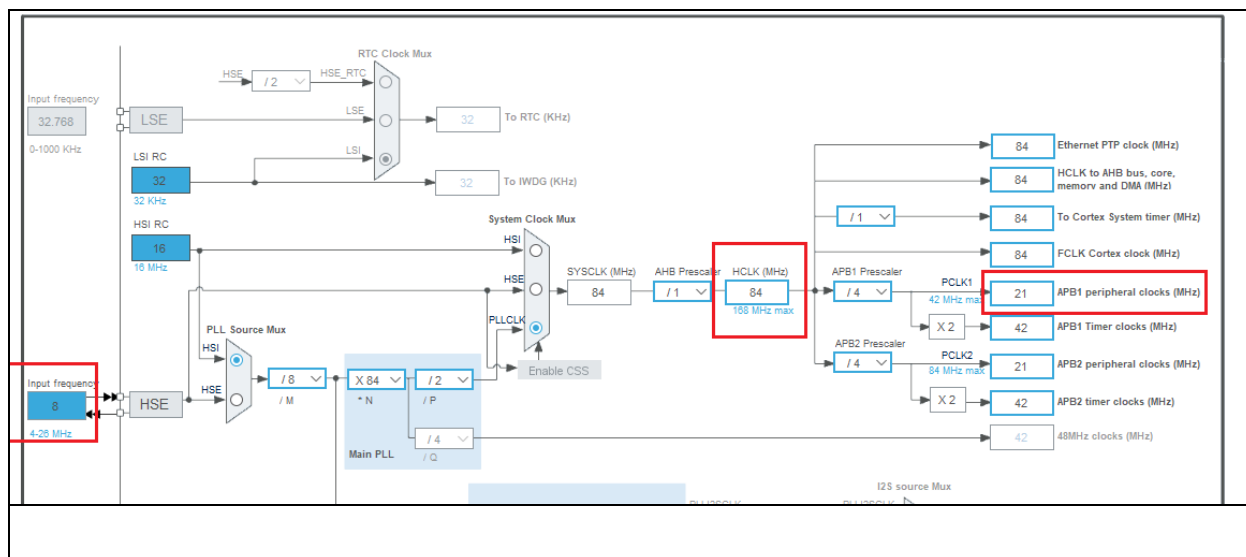 RTC Clock Mux
HSE
/ 2
HSE_RTC
Input frequency
32.768
0-1000 KHz
LSE
LSE
32
To RTC (KHz)
LSI RC
32
32 KHz
LSI
32
To IWDG (KHz)
HSI RC
16
16 MHz
System Clock Mux
HSI
HSE
PLLCLK
SYSCLK (MHz)
84
AHB Prescaler
/ 1
HCLK (MHz)
84
168 MHz max
Enable CSS
84
Ethernet PTP clock (MHz)
84
HCLK to AHB bus, core,
memory and DMA (MHz)
/ 1
84
To Cortex System timer (MHz)
84
FCLK Cortex clock (MHz)
APB1 Prescaler
/ 4
PCLK1
42 MHz max
21
APB1 peripheral clocks (MHz)
X 2
42
APB1 Timer clocks (MHz)
APB2 Prescaler
/ 4
PCLK2
84 MHz max
21
APB2 peripheral clocks (MHz)
X 2
42
APB2 timer clocks (MHz)
42
48MHz clocks (MHz)
PLL Source Mux
HSI
HSE
Input frequency
8
4-26 MHz
HSE
/ 8
/ M
X 84
* N
/ 2
/ P
/ 4
/ Q
Main PLL
I2S source Mux